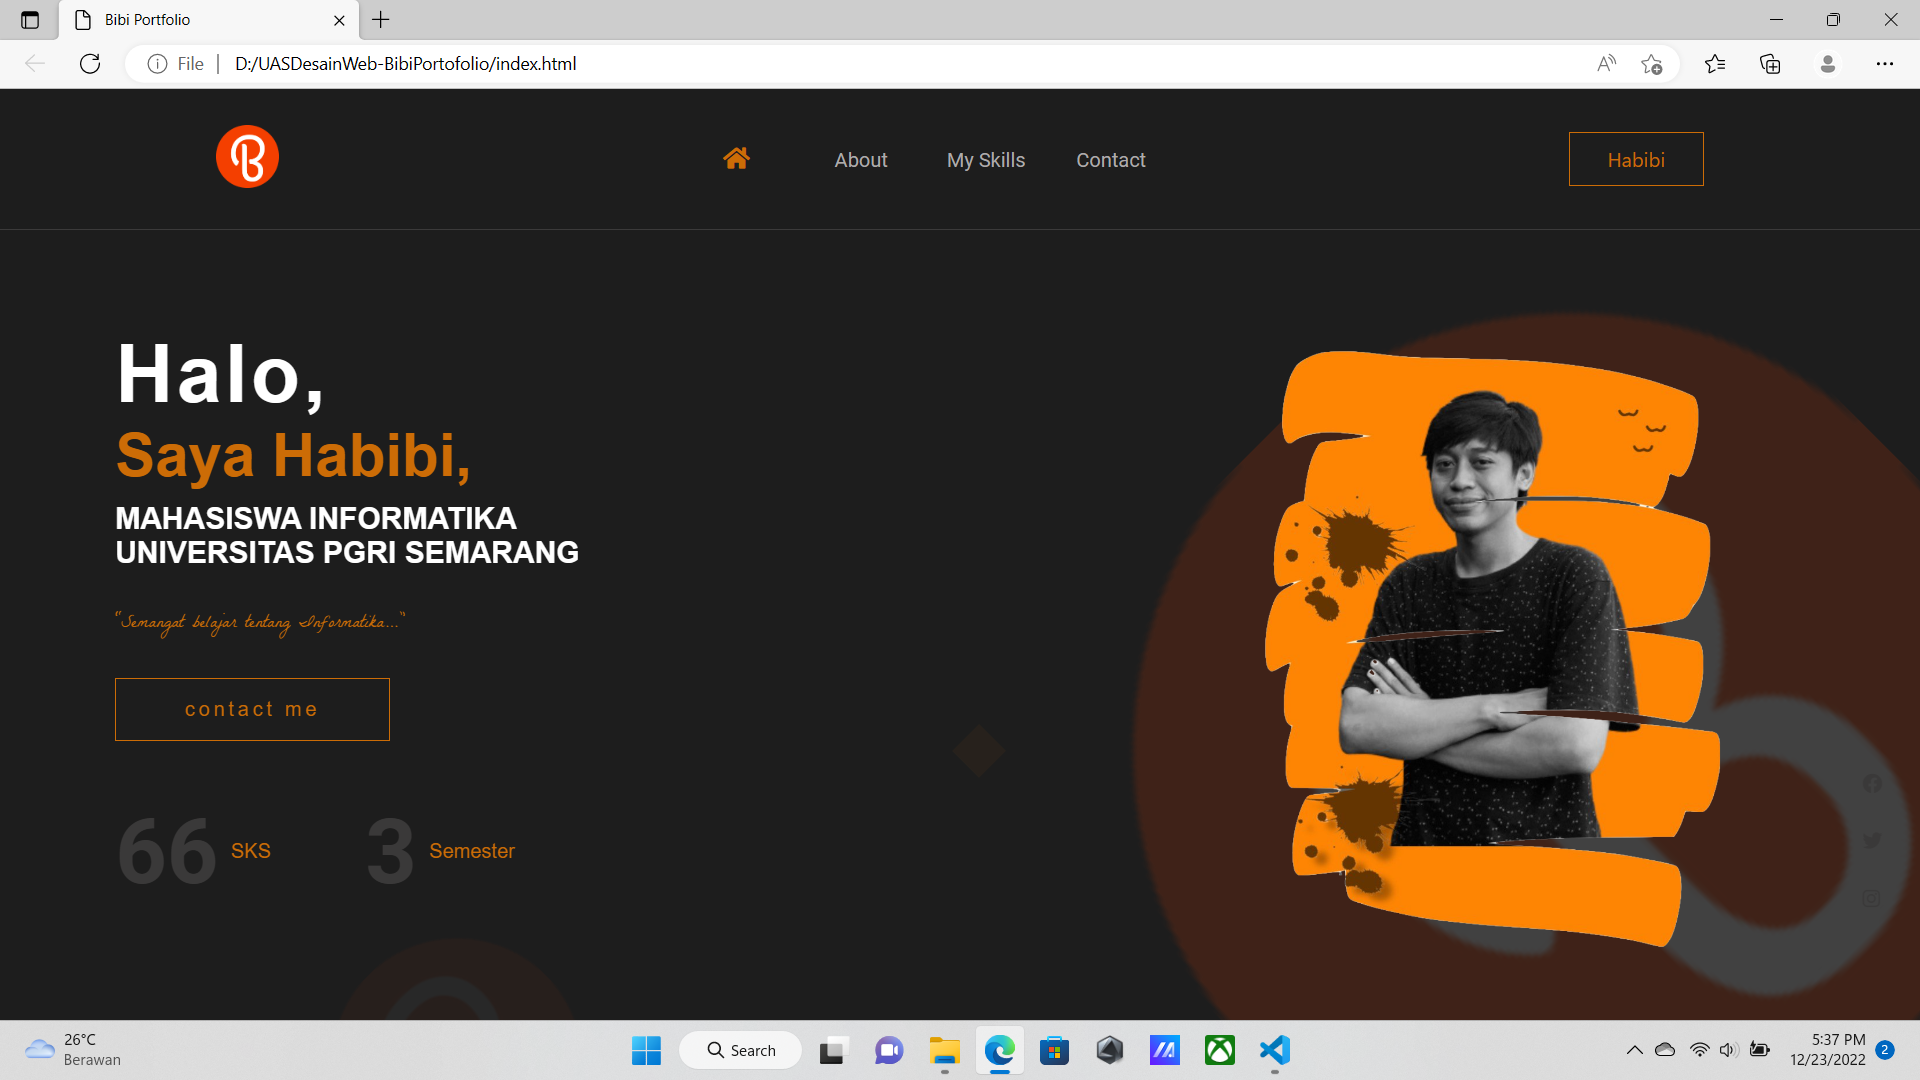 Bibi Portfolio
File
D:/UASDesainWeb-BibiPortofolio/index.html
B
About
My Skills
Contact
Habibi
Halo,
Saya Habibi,
MAHASISWA INFORMATIKA
UNIVERSITAS PGRI SEMARANG
"Semangat belajar tentang Informatika..."
contact me
66 SKS
3 Semester
26°C
Berawan
Search
5:37 PM
12/23/2022
2